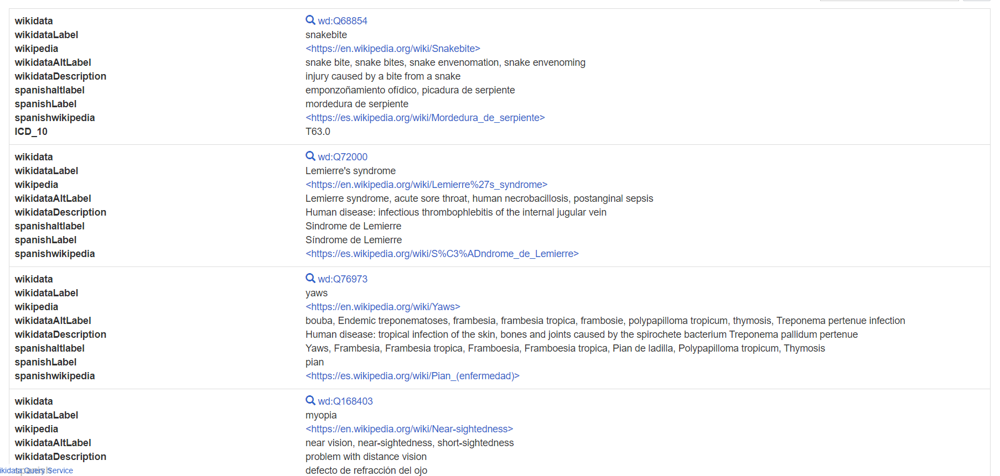 wikidata wd:Q68854
wikidataLabel snakebite
wikipedia <https://en.wikipedia.org/wiki/Snakebite>
wikidataAltLabel snake bite, snake bites, snake envenomation, snake envenoming
wikidataDescription injury caused by a bite from a snake
spanishaltlabel emponzoñamiento ofídico, picadura de serpiente
spanishLabel mordedura de serpiente
spanishwikipedia <https://es.wikipedia.org/wiki/Mordedura_de_serpiente>
ICD_10 T63.0
wikidata wd:Q72000
wikidataLabel Lemierre's syndrome
wikipedia <https://en.wikipedia.org/wiki/Lemierre%27s_syndrome>
wikidataAltLabel Lemierre syndrome, acute sore throat, human necrobacillosis, postanginal sepsis
wikidataDescription Human disease: infectious thrombophlebitis of the internal jugular vein
spanishaltlabel Sindrome de Lemierre
spanishLabel Síndrome de Lemierre
spanishwikipedia <https://es.wikipedia.org/wiki/S%C3%ADndrome_de_Lemierre>
wikidata wd:Q76973
wikidataLabel yaws
wikipedia <https://en.wikipedia.org/wiki/Yaws>
wikidataAltLabel bouba, Endemic treponematoses, frambesia, frambesia tropica, frambosie, polypapilloma tropicum, thymosis, Treponema pertenue infection
wikidataDescription Human disease: tropical infection of the skin, bones and joints caused by the spirochete bacterium Treponema pallidum pertenue
spanishaltlabel Yaws, Frambesia, Frambesia tropica, Framboesia, Framboesia tropica, Pian de ladilla, Polypapilloma tropicum, Thymosis
spanishLabel pian
spanishwikipedia <https://es.wikipedia.org/wiki/Pian_(enfermedad)>
wikidata wd:Q168403
wikidataLabel myopia
wikipedia <https://en.wikipedia.org/wiki/Near-sightedness>
wikidataAltLabel near vision, near-sightedness, short-sightedness
wikidataDescription problem with distance vision
ikidata Query Service defecto de refracción del ojo